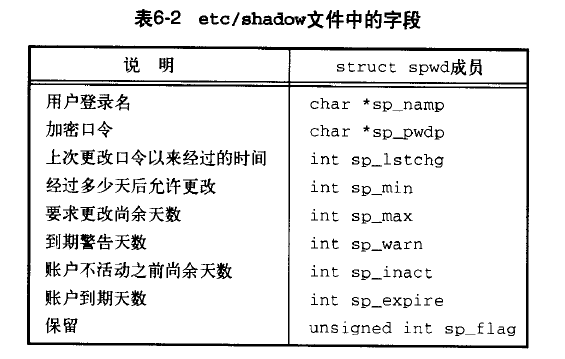 表6-2 etc/shadow文件中的字段
说 明 struct spwd成员
用户登录名 char *sp_namp
加密口令 char *sp_pwdp
上次更改口令以来经过的时间 int sp_lstchg
经过多少天后允许更改 int sp_min
要求更改尚余天数 int sp_max
到期警告天数 int sp_warn
账户不活动之前尚余天数 int sp_inact
账户到期天数 int sp_expire
保留 unsigned int sp_flag